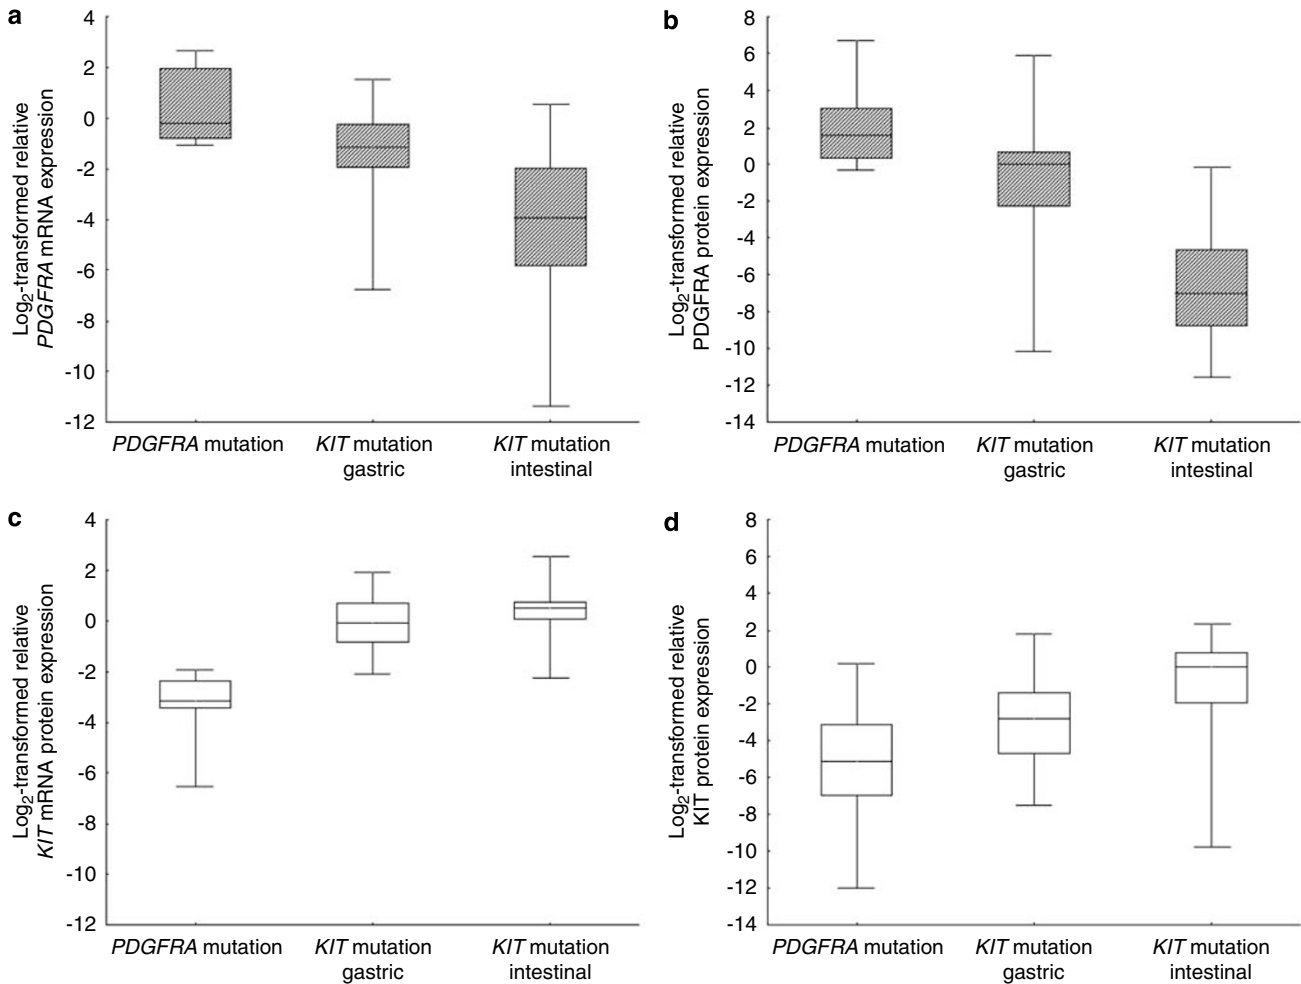 a
4
2
0
-2
-4
-6
-8
-10
-12
Log2-transformed relative
PDGFRA mRNA expression
PDGFRA mutation
KIT mutation
gastric
KIT mutation
intestinal
b
8
6
4
2
0
-2
-4
-6
-8
-10
-12
-14
Log2-transformed relative
PDGFRA protein expression
PDGFRA mutation
KIT mutation
gastric
KIT mutation
intestinal
c
4
2
0
-2
-4
-6
-8
-10
-12
Log2-transformed relative
KIT mRNA protein expression
PDGFRA mutation
KIT mutation
gastric
KIT mutation
intestinal
d
8
6
4
2
0
-2
-4
-6
-8
-10
-12
-14
Log2-transformed relative
KIT protein expression
PDGFRA mutation
KIT mutation
gastric
KIT mutation
intestinal